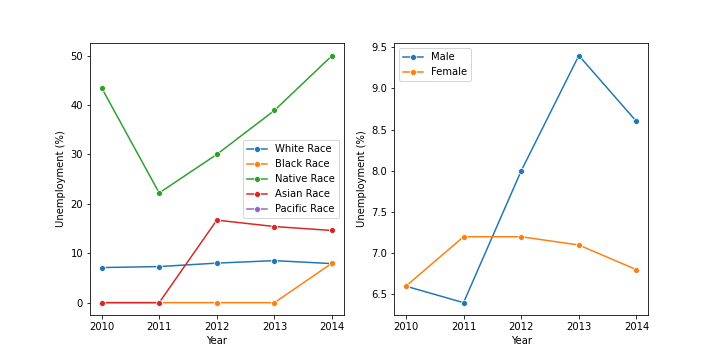 50
40
30
20
10
0
Unemployment (%)
2010 2011 2012 2013 2014
Year
White Race
Black Race
Native Race
Asian Race
Pacific Race
9.5
9.0
8.5
8.0
7.5
7.0
6.5
Unemployment (%)
2010 2011 2012 2013 2014
Year
Male
Female